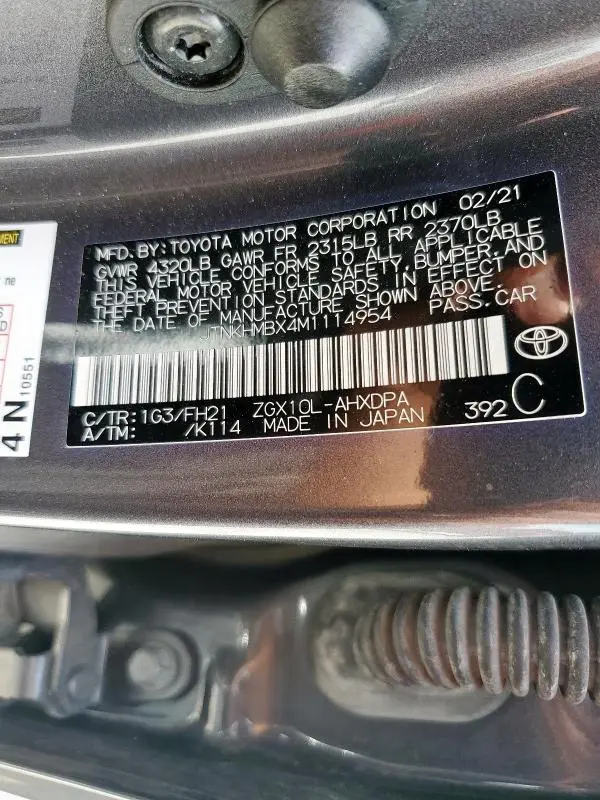 MFD. BY: TOYOTA MOTOR CORPORATION 02/21
GVWR 4320LB GAWR FR 2315LB RR 2370LB
THIS VEHICLE CONFORMS TO ALL APPLICABLE
FEDERAL MOTOR VEHICLE SAFETY, BUMPER, AND
THEFT PREVENTION STANDARDS IN EFFECT ON
THE DATE OF MANUFACTURE SHOWN ABOVE.
JTNKHMBX4M1114954 PASS. CAR
C/TR: 1G3/FH21 ZGX10L-AHXDPA
A/TM: /K114 MADE IN JAPAN 392 C
4 N
10551